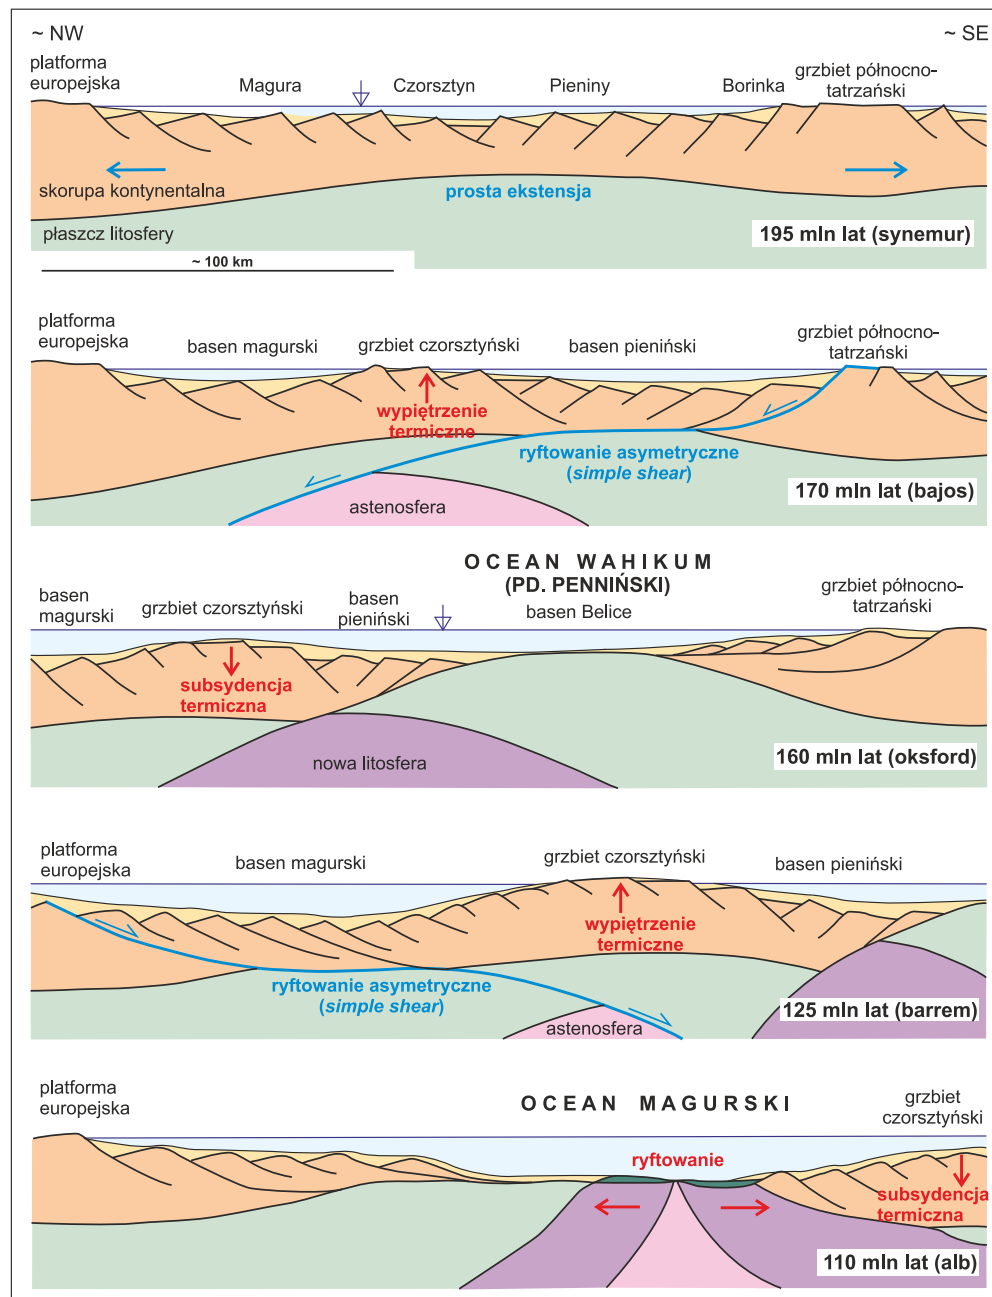 ~ NW
~ SE
platforma
europejska
Magura
Czorsztyn
Pieniny
Borinka
grzbiet północno-
tatrzański
skorupa kontynentalna
prosta ekstensja
płaszcz litosfery
195 mln lat (synemur)
~ 100 km
platforma
europejska
basen magurski
grzbiet czorsztyński
basen pieniński
grzbiet północno-
tatrzański
wypiętrzenie
termiczne
ryftowanie asymetryczne
(simple shear)
astenosfera
170 mln lat (bajos)
OCEAN WAHIKUM
(PD. PENNIŃSKI)
basen
magurski
grzbiet czorsztyński
basen
pieniński
basen Belice
grzbiet północno-
tatrzański
subsydencja
termiczna
nowa litosfera
160 mln lat (oksford)
platforma
europejska
basen magurski
grzbiet czorsztyński
basen pieniński
wypiętrzenie
termiczne
ryftowanie asymetryczne
(simple shear)
astenosfera
125 mln lat (barrem)
platforma
europejska
OCEAN MAGURSKI
grzbiet
czorsztyński
ryftowanie
subsydencja
termiczna
110 mln lat (alb)